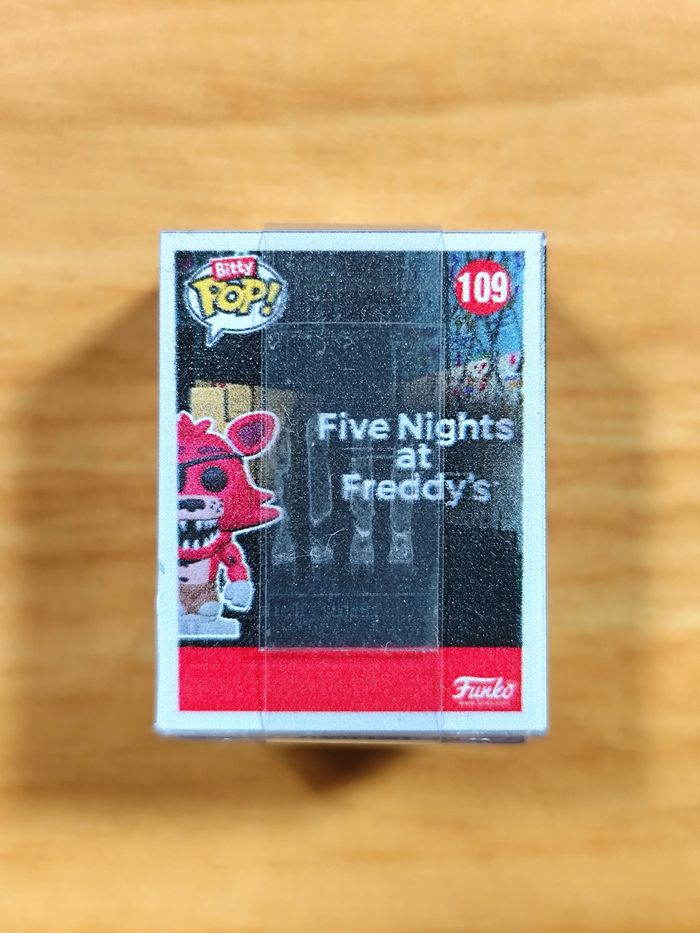 Bitty
POP!
109
Five Nights
at
Freddy's
Funko